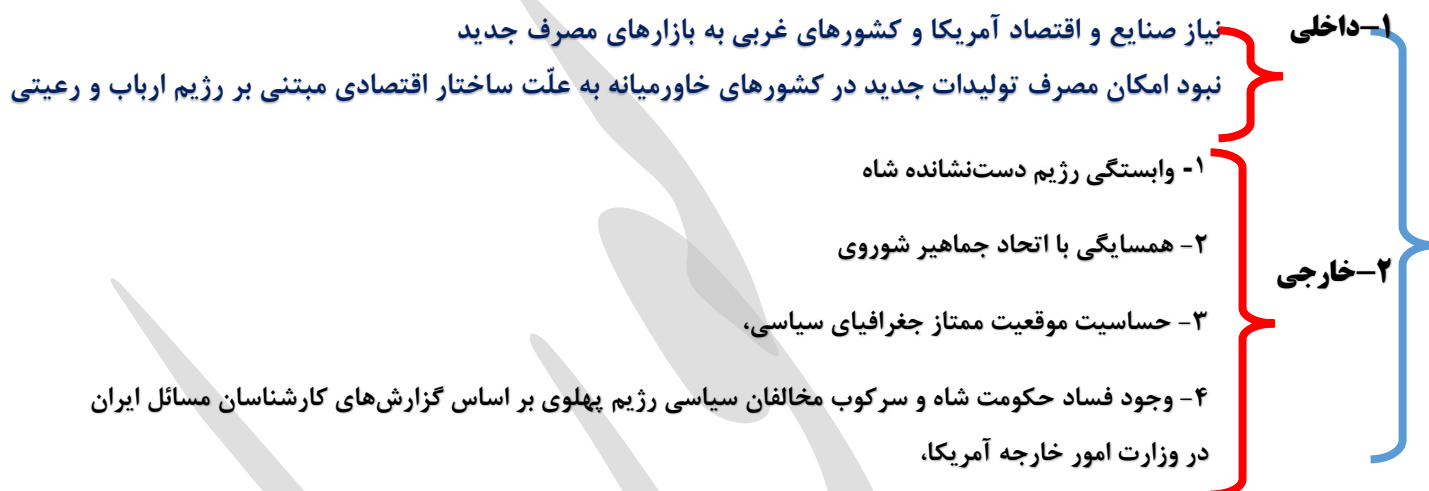 ۱–داخلی
نیاز صنایع و اقتصاد آمریکا و کشورهای غربی به بازارهای مصرف جدید
نبود امکان مصرف تولیدات جدید در کشورهای خاورمیانه به علّت ساختار اقتصادی مبتنی بر رژیم ارباب و رعیتی
۲–خارجی
۱- وابستگی رژیم دست‌نشانده شاه
۲- همسایگی با اتحاد جماهیر شوروی
۳- حساسیت موقعیت ممتاز جغرافیای سیاسی،
۴- وجود فساد حکومت شاه و سرکوب مخالفان سیاسی رژیم پهلوی بر اساس گزارش‌های کارشناسان مسائل ایران
در وزارت امور خارجه آمریکا،